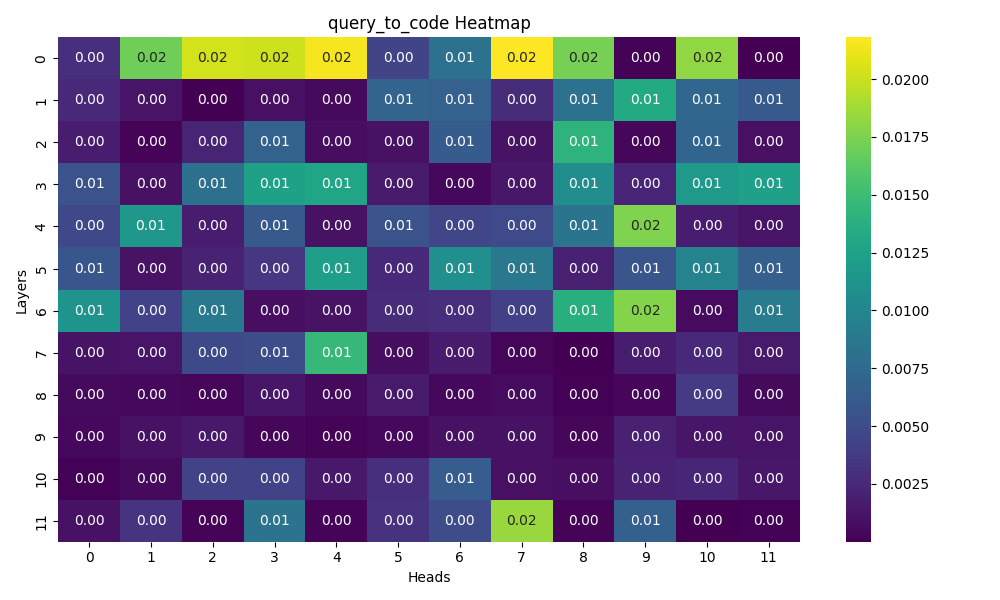 query_to_code Heatmap
0 0.00 0.02 0.02 0.02 0.02 0.00 0.01 0.02 0.02 0.00 0.02 0.00
1 0.00 0.00 0.00 0.00 0.00 0.01 0.01 0.00 0.01 0.01 0.01 0.01
2 0.00 0.00 0.00 0.01 0.00 0.00 0.01 0.00 0.01 0.00 0.01 0.00
3 0.01 0.00 0.01 0.01 0.01 0.00 0.00 0.00 0.01 0.00 0.01 0.01
4 0.00 0.01 0.00 0.01 0.00 0.01 0.00 0.00 0.01 0.02 0.00 0.00
5 0.01 0.00 0.00 0.00 0.01 0.00 0.01 0.01 0.00 0.01 0.01 0.01
6 0.01 0.00 0.01 0.00 0.00 0.00 0.00 0.00 0.01 0.02 0.00 0.01
7 0.00 0.00 0.00 0.01 0.01 0.00 0.00 0.00 0.00 0.00 0.00 0.00
8 0.00 0.00 0.00 0.00 0.00 0.00 0.00 0.00 0.00 0.00 0.00 0.00
9 0.00 0.00 0.00 0.00 0.00 0.00 0.00 0.00 0.00 0.00 0.00 0.00
10 0.00 0.00 0.00 0.00 0.00 0.00 0.01 0.00 0.00 0.00 0.00 0.00
11 0.00 0.00 0.00 0.01 0.00 0.00 0.00 0.02 0.00 0.01 0.00 0.00
0 1 2 3 4 5 6 7 8 9 10 11
Heads
Layers
0.0200
0.0175
0.0150
0.0125
0.0100
0.0075
0.0050
0.0025